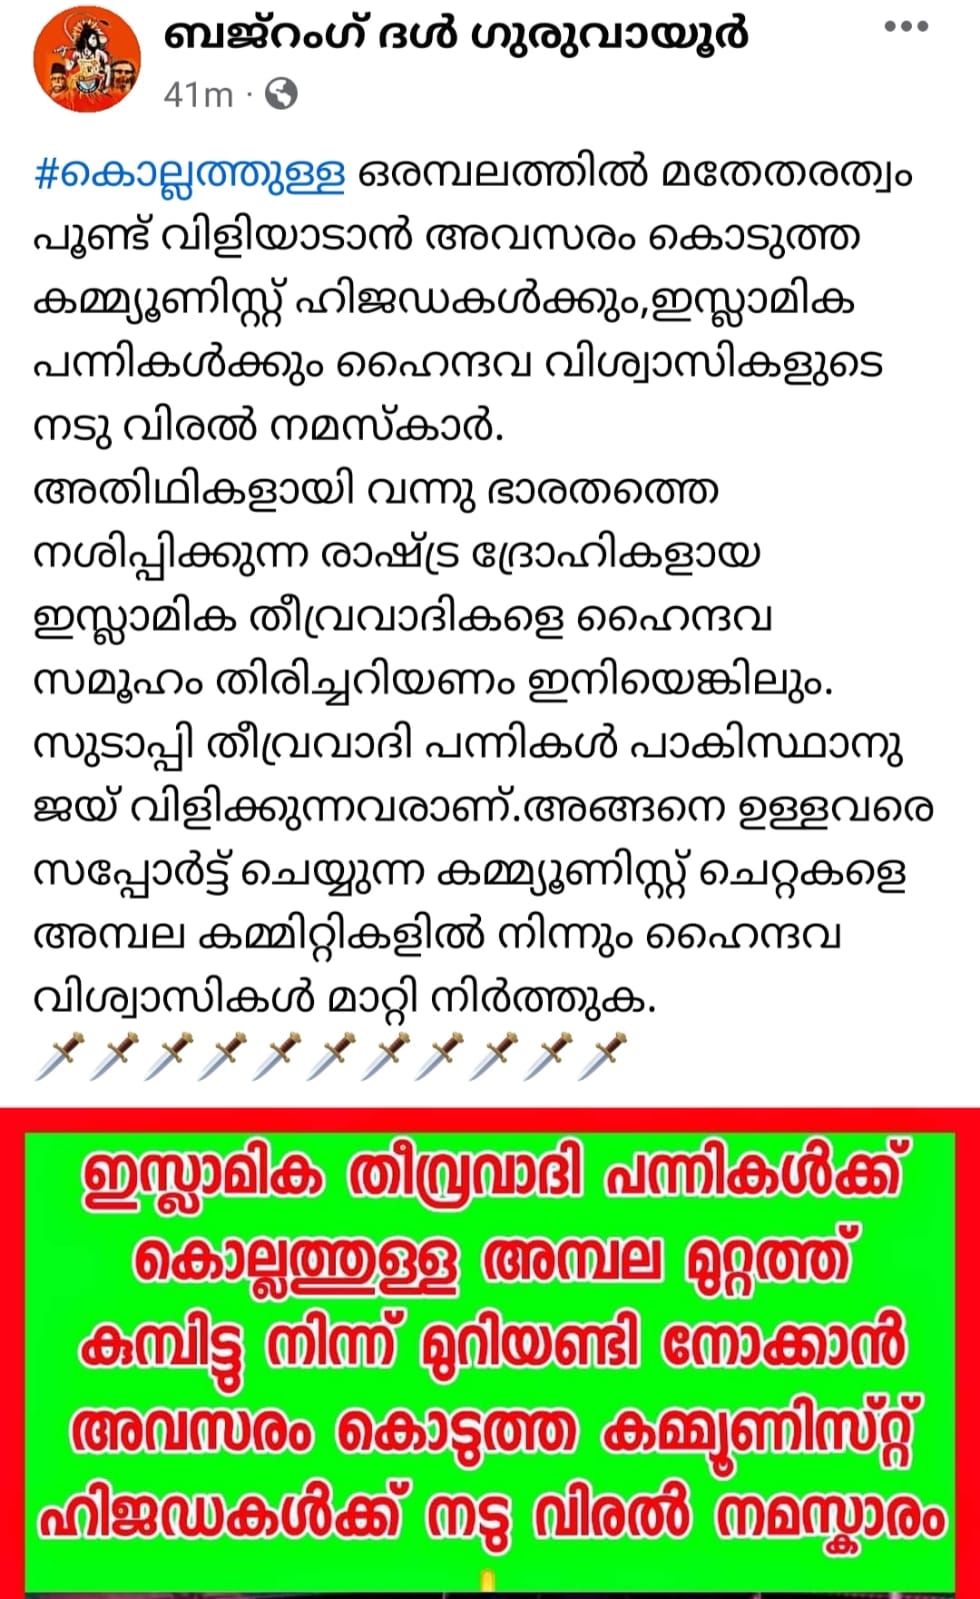 ബജ്റംഗ് ദൾ ഗുരുവായൂർ
41m ·
#കൊല്ലത്തുള്ള ഒരമ്പലത്തിൽ മതേതരത്വം
പൂണ്ട് വിളിയാടാൻ അവസരം കൊടുത്ത
കമ്മ്യൂണിസ്റ്റ് ഹിജഡകൾക്കും,ഇസ്ലാമിക
പന്നികൾക്കും ഹൈന്ദവ വിശ്വാസികളുടെ
നടു വിരൽ നമസ്കാർ.
അതിഥികളായി വന്നു ഭാരതത്തെ
നശിപ്പിക്കുന്ന രാഷ്ട്ര ദ്രോഹികളായ
ഇസ്ലാമിക തീവ്രവാദികളെ ഹൈന്ദവ
സമൂഹം തിരിച്ചറിയണം ഇനിയെങ്കിലും.
സുടാപ്പി തീവ്രവാദി പന്നികൾ പാകിസ്ഥാനു
ജയ് വിളിക്കുന്നവരാണ്.അങ്ങനെ ഉള്ളവരെ
സപ്പോർട്ട് ചെയ്യുന്ന കമ്മ്യൂണിസ്റ്റ് ചെറ്റകളെ
അമ്പല കമ്മിറ്റികളിൽ നിന്നും ഹൈന്ദവ
വിശ്വാസികൾ മാറ്റി നിർത്തുക.
🗡🗡🗡🗡🗡🗡🗡🗡🗡🗡🗡
ഇസ്ലാമിക തീവ്രവാദി പന്നികൾക്ക്
കൊല്ലത്തുള്ള അമ്പല മുറ്റത്ത്
കുമ്പിട്ടു നിന്ന് മുറിയണ്ടി നോക്കാൻ
അവസരം കൊടുത്ത കമ്മ്യൂണിസ്റ്റ്
ഹിജഡകൾക്ക് നടു വിരൽ നമസ്കാരം